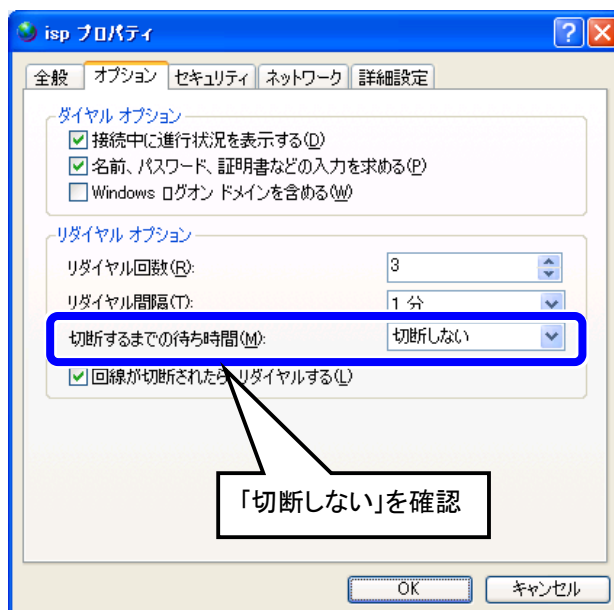 isp プロパティ
全般 オプション セキュリティ ネットワーク 詳細設定
ダイヤル オプション
接続中に進行状況を表示する(D)
名前、パスワード、証明書などの入力を求める(P)
Windows ログオン ドメインを含める(W)
リダイヤル オプション
リダイヤル回数(R): 3
リダイヤル間隔(T): 1 分
切断するまでの待ち時間(M): 切断しない
回線が切断されたら、リダイヤルする(L)
「切断しない」を確認
OK キャンセル